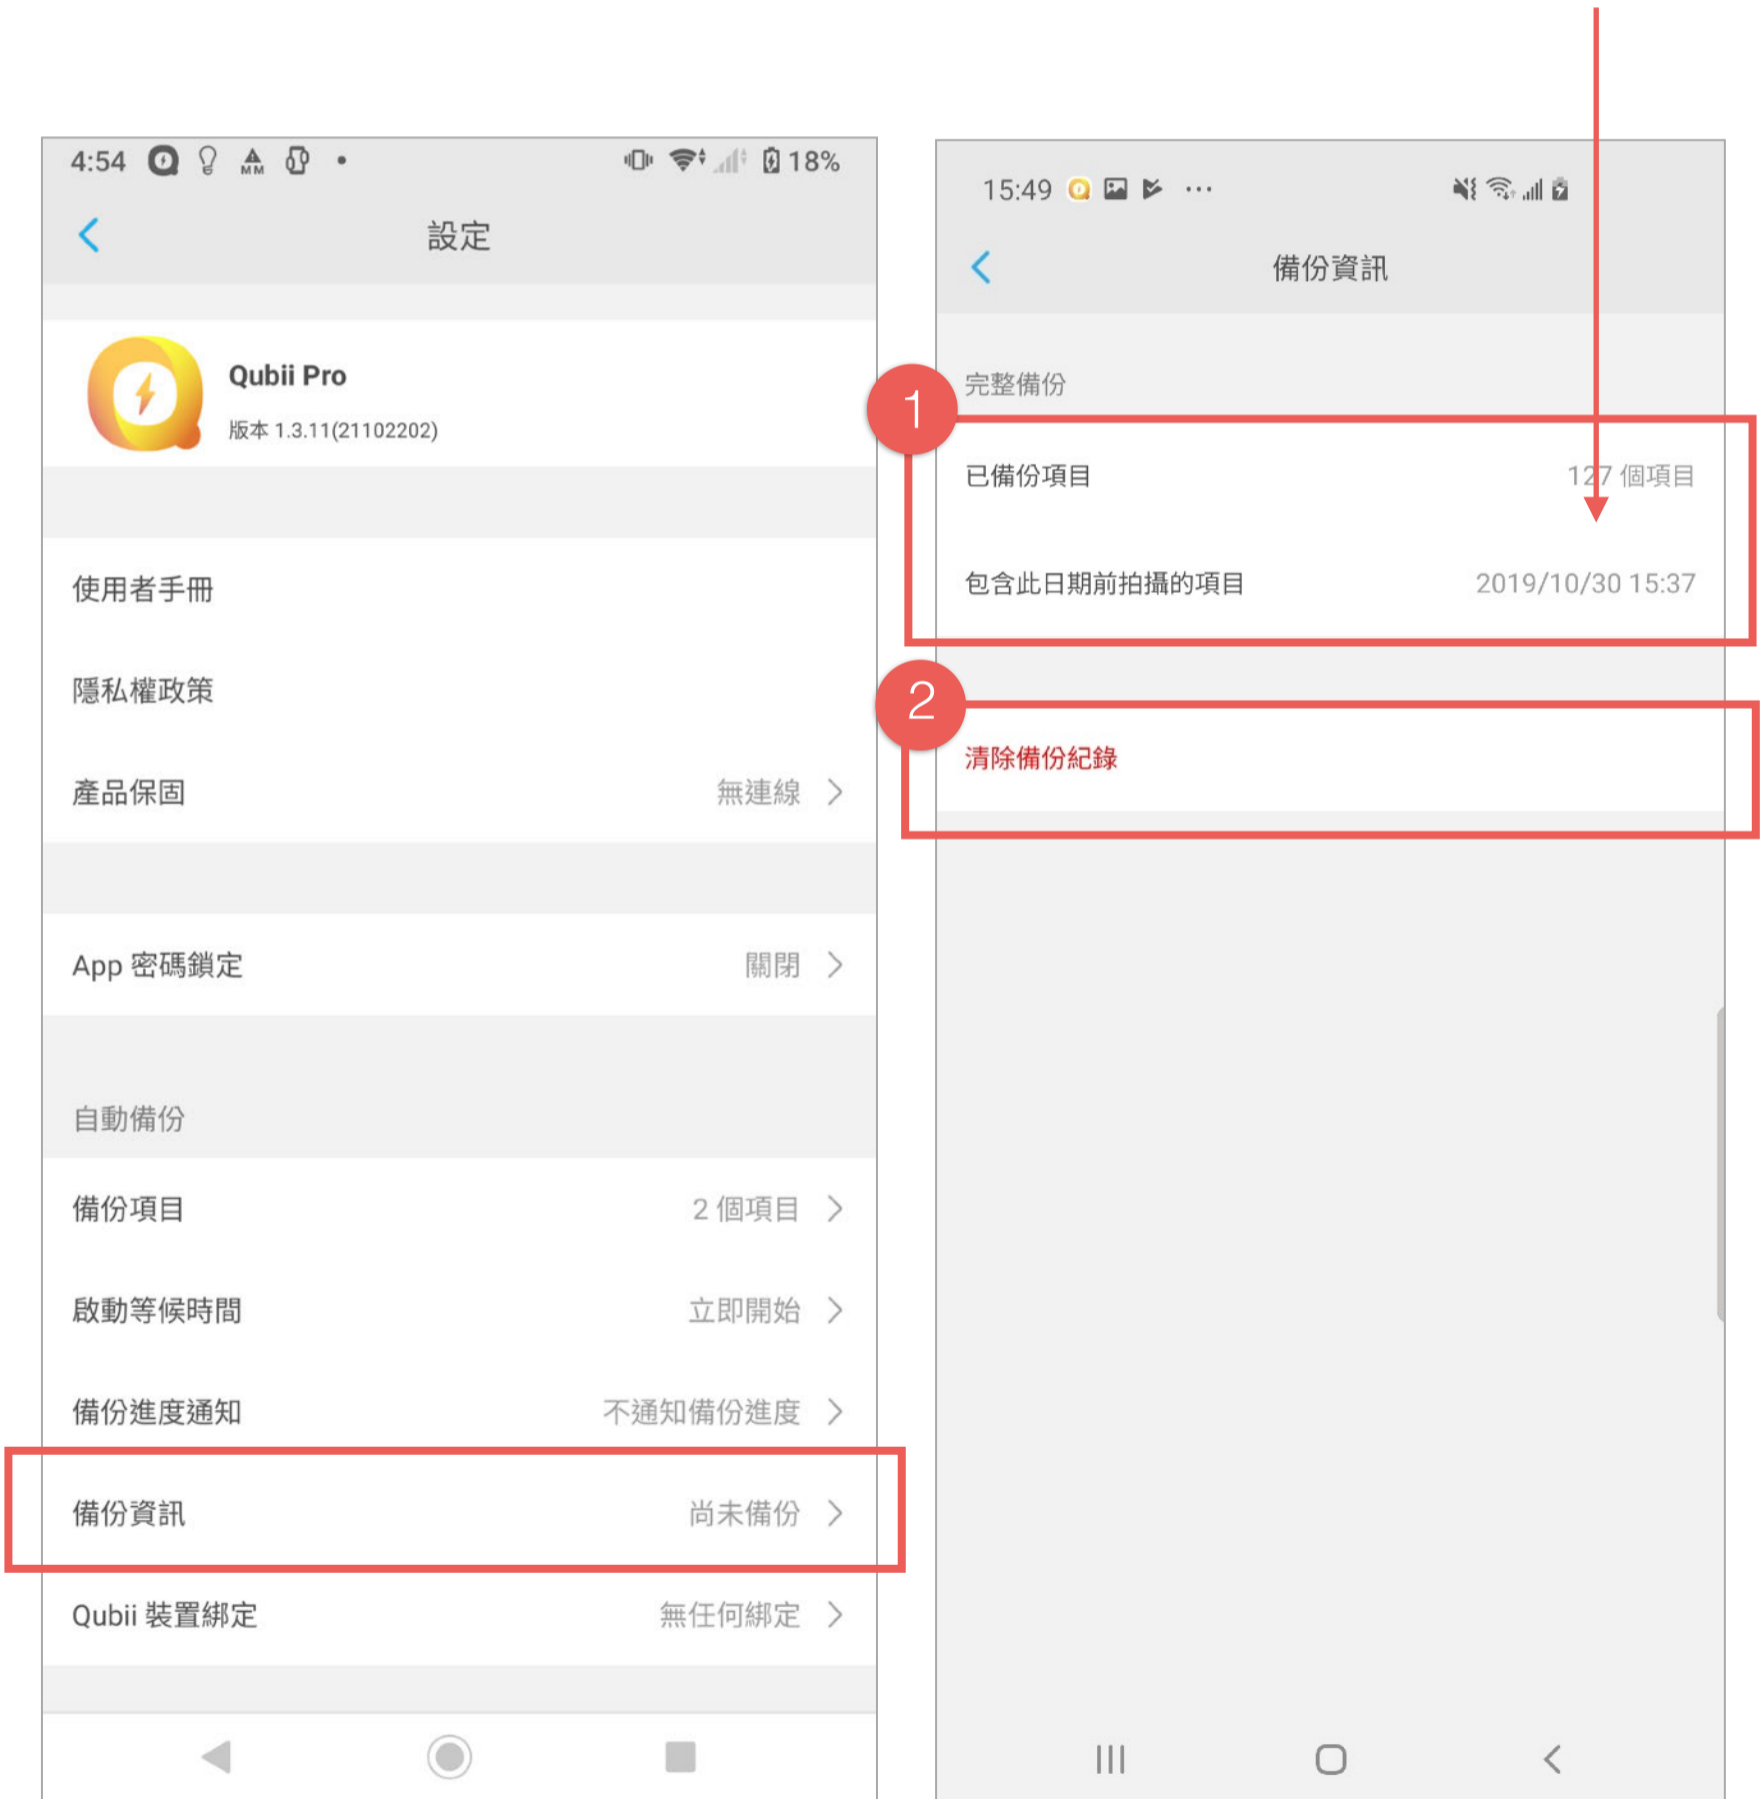 4:54
18%
設定
Qubii Pro
版本 1.3.11(21102202)
使用者手冊
隱私權政策
產品保固 無連線
App 密碼鎖定 關閉
自動備份
備份項目 2 個項目
啟動等候時間 立即開始
備份進度通知 不通知備份進度
備份資訊 尚未備份
Qubii 裝置綁定 無任何綁定
15:49
備份資訊
完整備份
1
已備份項目 127 個項目
包含此日期前拍攝的項目 2019/10/30 15:37
2
清除備份紀錄